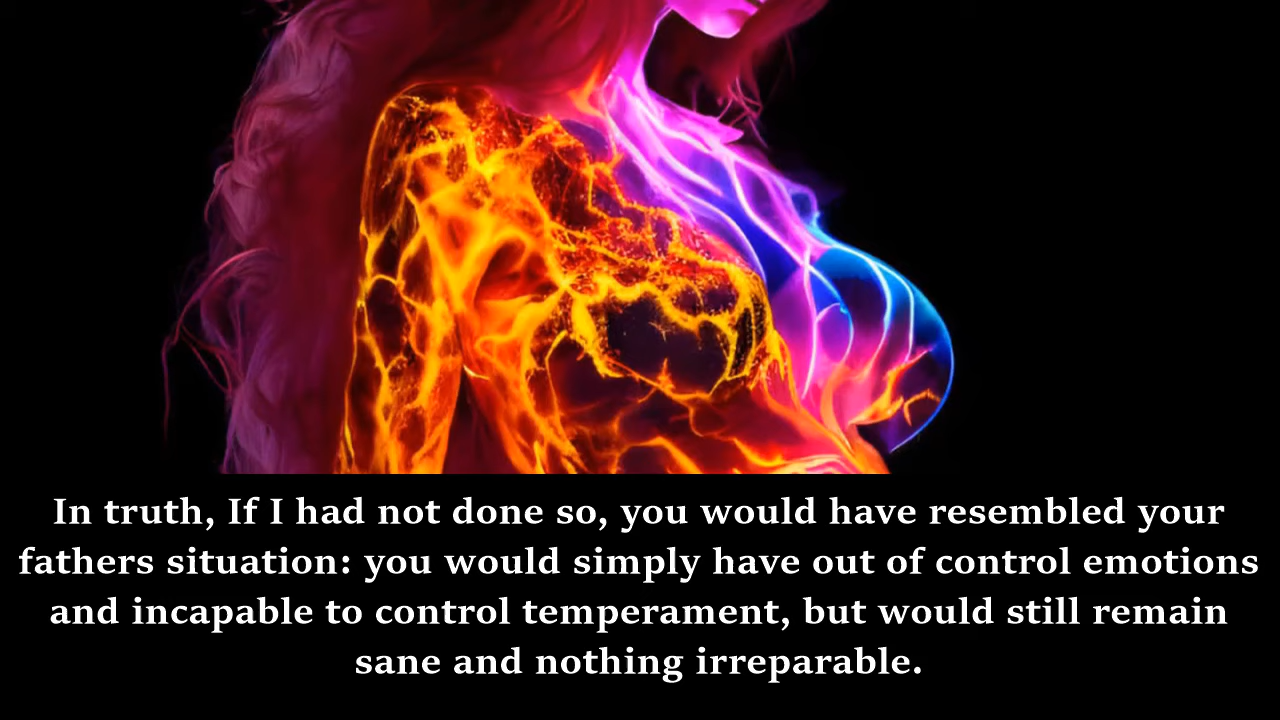 In truth, If I had not done so, you would have resembled your
fathers situation: you would simply have out of control emotions
and incapable to control temperament, but would still remain
sane and nothing irreparable.